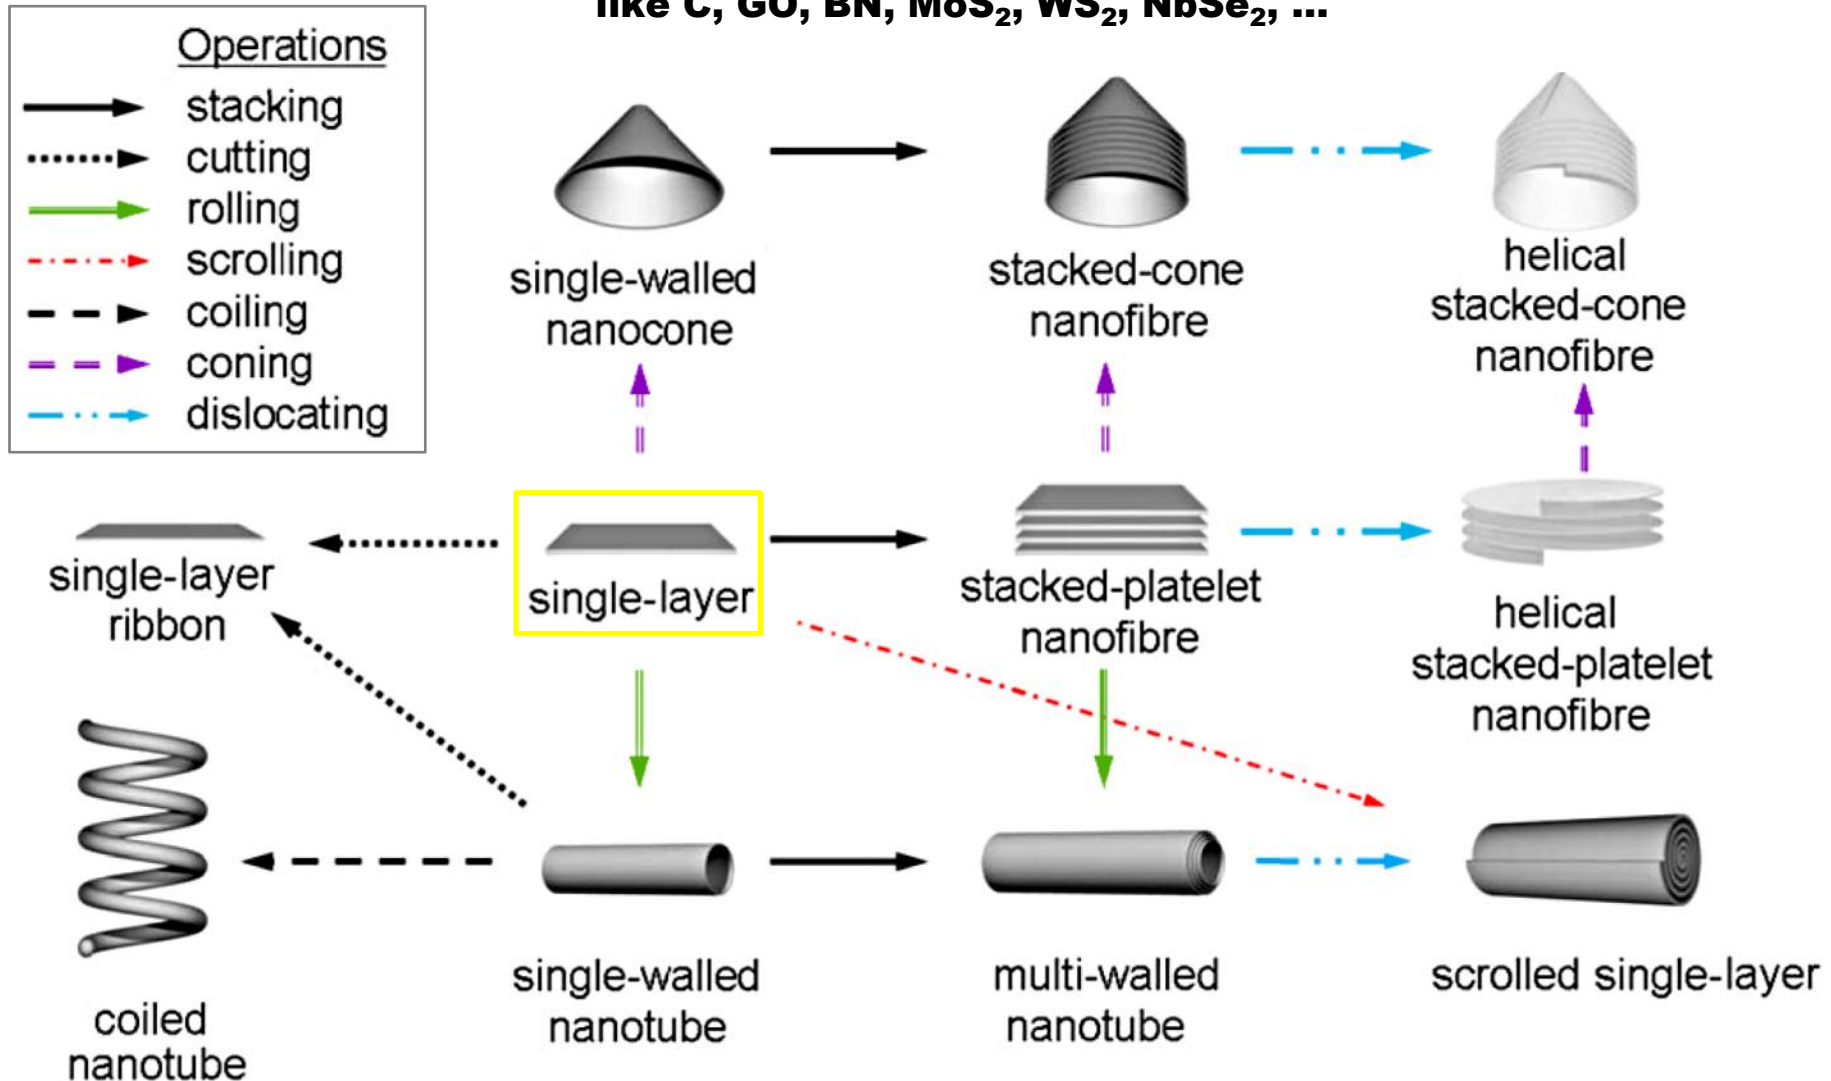 like C, GO, BN, MoS₂, WS₂, NbSe₂, ...
Operations
stacking
cutting
rolling
scrolling
coiling
coning
dislocating
single-walled
nanocone
stacked-cone
nanofibre
helical
stacked-cone
nanofibre
single-layer
ribbon
single-layer
stacked-platelet
nanofibre
helical
stacked-platelet
nanofibre
coiled
nanotube
single-walled
nanotube
multi-walled
nanotube
scrolled single-layer